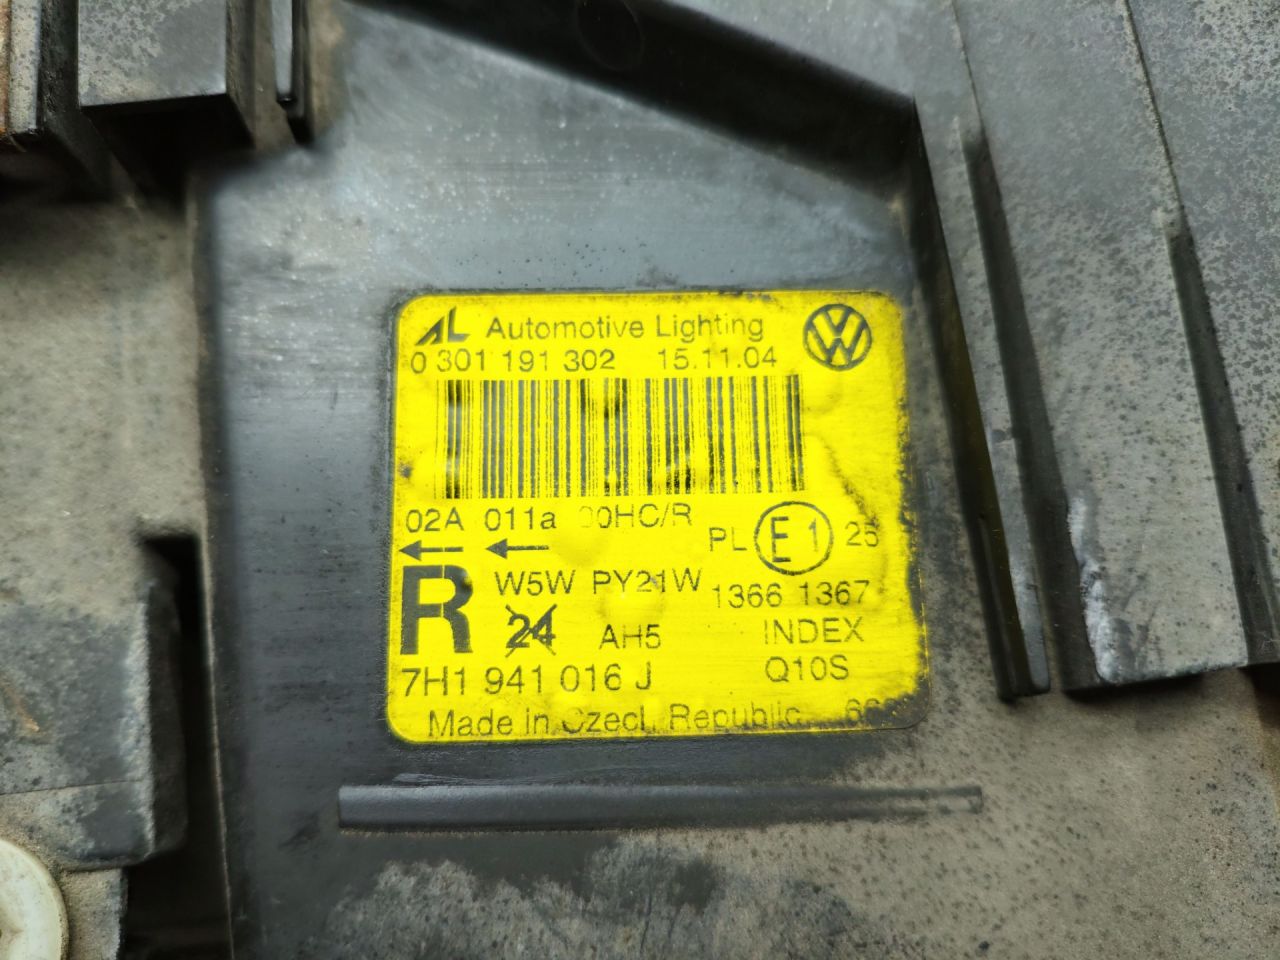 AL Automotive Lighting
0 301 191 302 15.11.04
02A 011a 00HC/R
PL E1 25
R W5W PY21W 1366 1367
24 AH5 INDEX
7H1 941 016 J Q10S
Made in Czech Republic